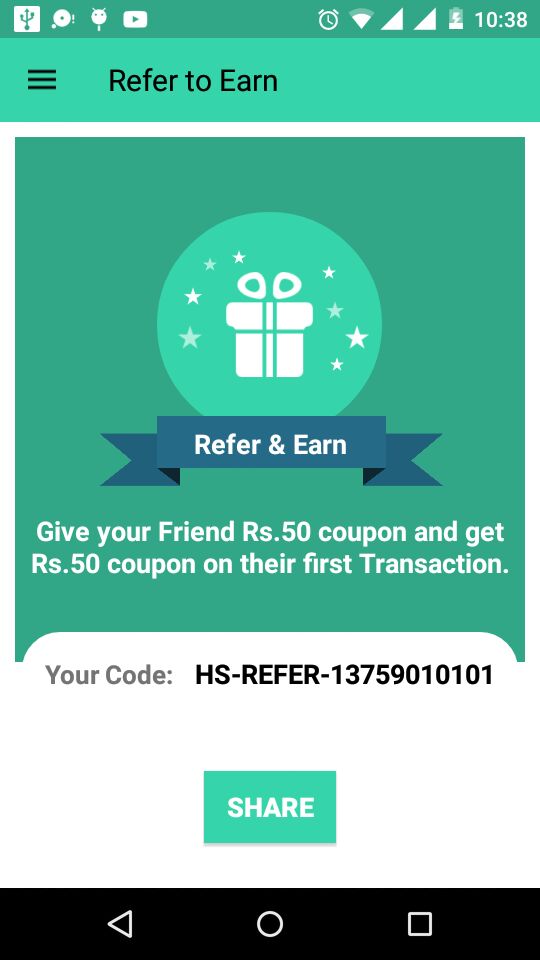 10:38
Refer to Earn
Refer & Earn
Give your Friend Rs.50 coupon and get
Rs.50 coupon on their first Transaction.
Your Code: HS-REFER-13759010101
SHARE